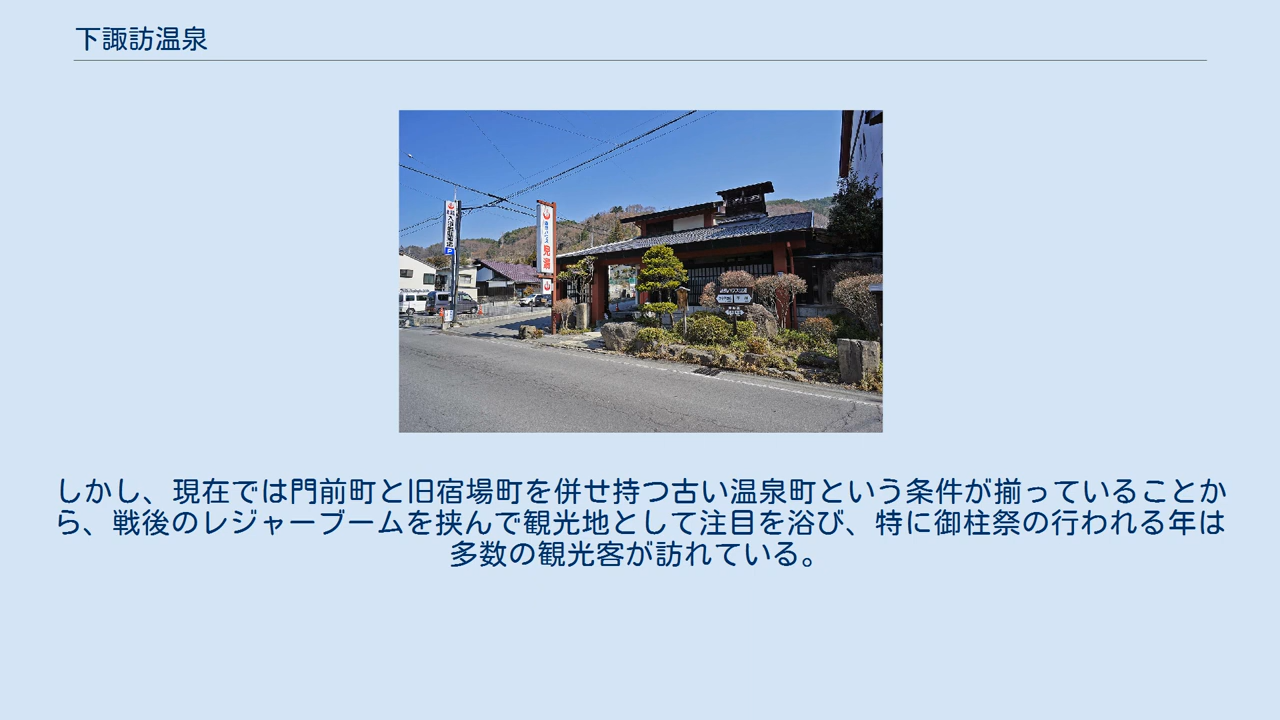 下諏訪温泉
児湯
P
しかし、現在では門前町と旧宿場町を併せ持つ古い温泉町という条件が揃っていることか
ら、戦後のレジャーブームを挟んで観光地として注目を浴び、特に御柱祭の行われる年は
多数の観光客が訪れている。